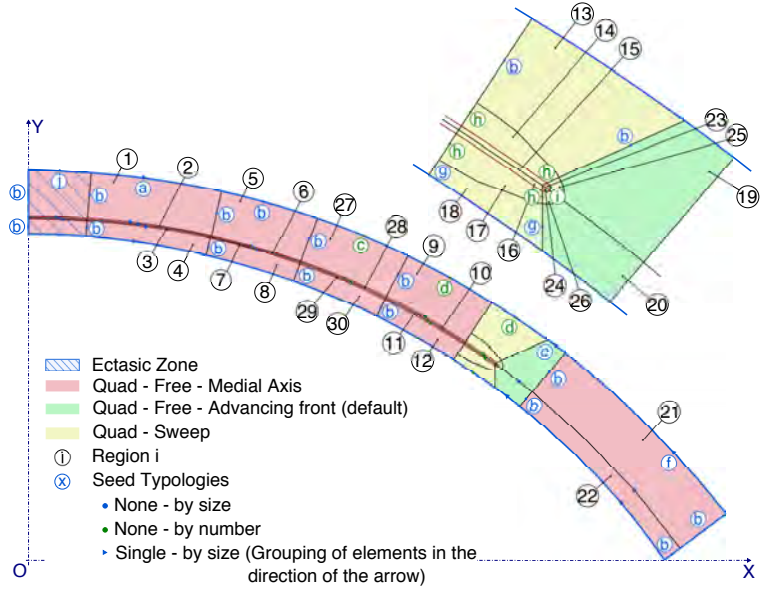 13
14
15
b
b
h
h
h
i
h
g
g
18
17
16
24
26
23
25
19
20
Y
1
2
5
6
27
28
9
10
i
a
b
b
b
b
b
b
b
b
b
b
c
d
b
b
d
c
b
b
3
4
7
8
29
30
11
12
21
22
f
b
b
Ectasic Zone
Quad - Free - Medial Axis
Quad - Free - Advancing front (default)
Quad - Sweep
i Region i
x Seed Typologies
None - by size
None - by number
Single - by size (Grouping of elements in the
direction of the arrow)
O
X